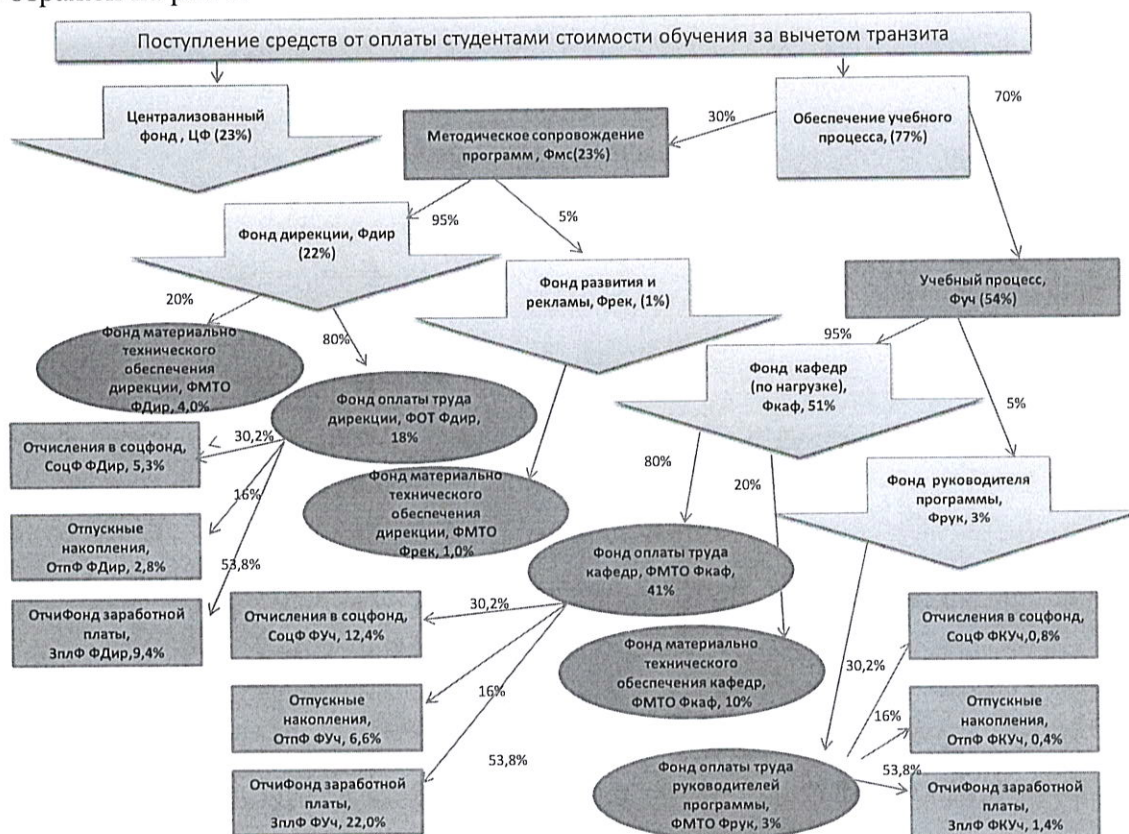 Поступление средств от оплаты студентами стоимости обучения за вычетом транзита
Централизованный
фонд , ЦФ (23%)
Методическое сопровождение
программ , Фмс(23%)
30%
Обеспечение учебного
процесса, (77%)
70%
Фонд дирекции, Фдир
(22%)
95%
5%
Фонд развития и
рекламы, Фрек, (1%)
Учебный процесс,
Фуч (54%)
20%
80%
95%
5%
Фонд материально
технического
обеспечения
дирекции, ФМТО
ФДир, 4,0%
Фонд оплаты труда
дирекции, ФОТ Фдир,
18%
Фонд кафедр
(по нагрузке),
Фкаф, 51%
Отчисления в соцфонд,
СоцФ ФДир, 5,3%
30,2%
16%
53,8%
Отпускные
накопления,
ОтпФ ФДир, 2,8%
ОтчиФонд заработной
платы,
ЗплФ ФДир,9,4%
Фонд материально
технического
обеспечения
дирекции, ФМТО
Фрек, 1,0%
80%
20%
Фонд руководителя
программы,
Фрук, 3%
Фонд оплаты труда
кафедр, ФМТО Фкаф,
41%
Отчисления в соцфонд,
СоцФ ФУч, 12,4%
30,2%
16%
53,8%
Отпускные
накопления,
ОтпФ ФУч, 6,6%
ОтчиФонд заработной
платы,
ЗплФ ФУч, 22,0%
Фонд материально
технического
обеспечения кафедр,
ФМТО Фкаф, 10%
Фонд оплаты труда
руководителей
программы,
ФМТО Фрук, 3%
30,2%
16%
53,8%
Отчисления в соцфонд,
СоцФ ФКУч,0,8%
Отпускные
накопления,
ОтпФ ФКУч, 0,4%
ОтчиФонд заработной
платы,
ЗплФ ФКУч, 1,4%